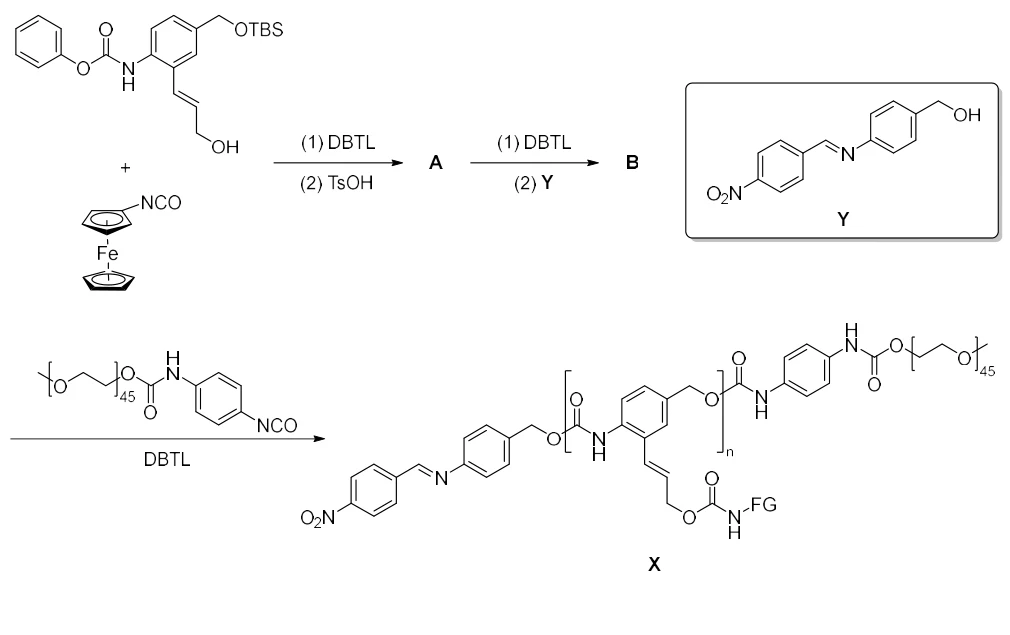 O
OTBS
O
N
H
OH
+
NCO
Fe
(1) DBTL
(2) TsOH
A
(1) DBTL
(2) Y
B
OH
N
O₂N
Y
O
O
45
O
H
N
NCO
DBTL
O₂N
N
O
O
N
H
O
n
O
O
N
H
FG
O
N
H
H
N
O
O
O
45
X